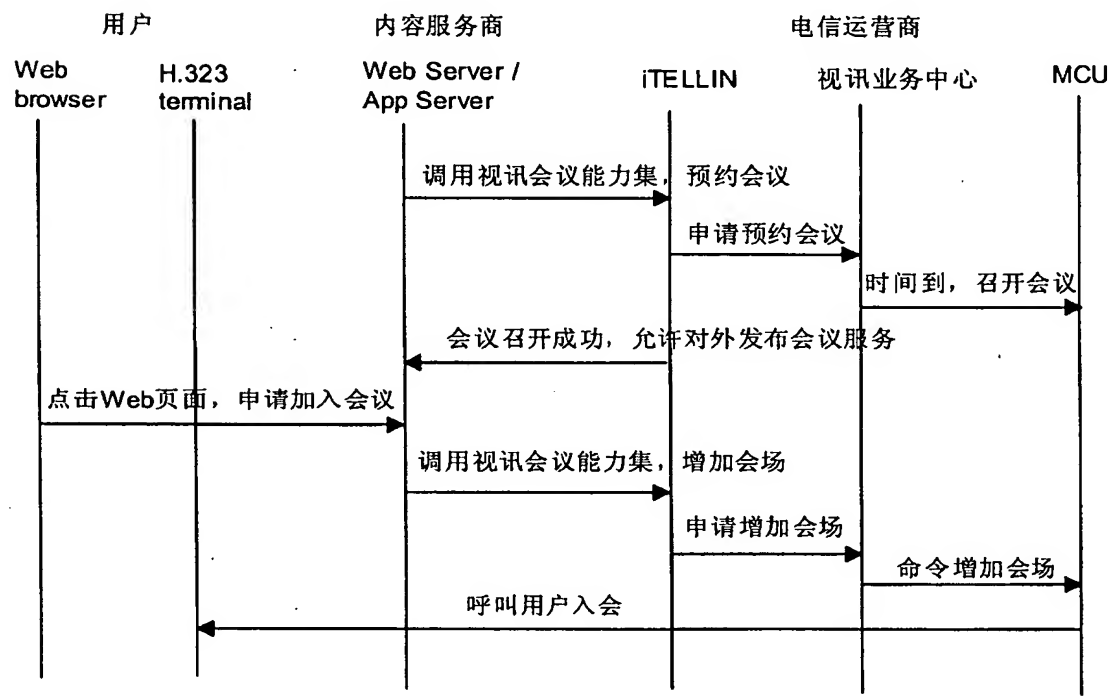 用户
内容服务商
电信运营商
Web browser
H.323 terminal
Web Server / App Server
iTELLIN
视讯业务中心
MCU
调用视讯会议能力集，预约会议
申请预约会议
时间到，召开会议
会议召开成功，允许对外发布会议服务
点击Web页面，申请加入会议
调用视讯会议能力集，增加会场
申请增加会场
命令增加会场
呼叫用户入会